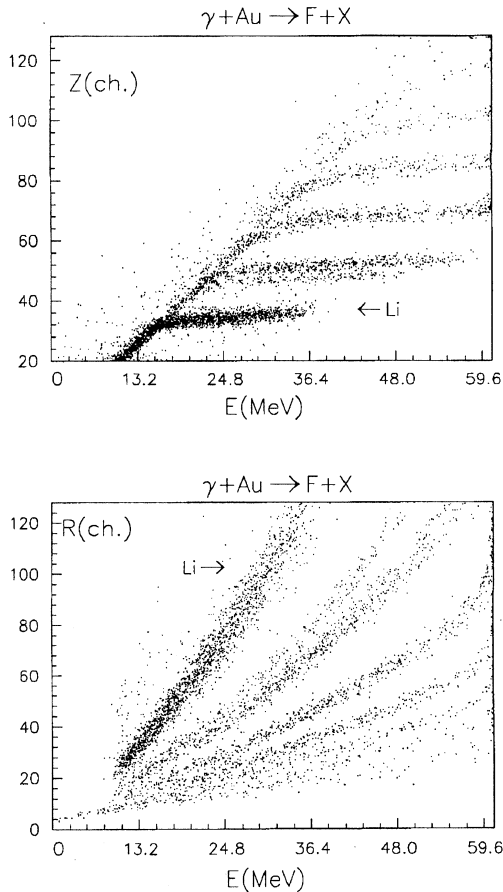 γ+Au → F+X
120
Z(ch.)
100
80
60
40
← Li
20
0 13.2 24.8 36.4 48.0 59.6
E(MeV)
γ+Au → F+X
120
R(ch.)
Li →
100
80
60
40
20
0
0 13.2 24.8 36.4 48.0 59.6
E(MeV)